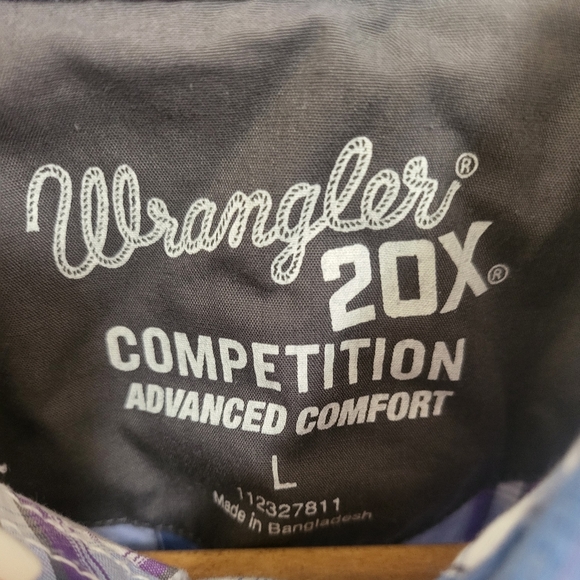 Wrangler®
20X®
COMPETITION
ADVANCED COMFORT
L
112327811
Made in Bangladesh